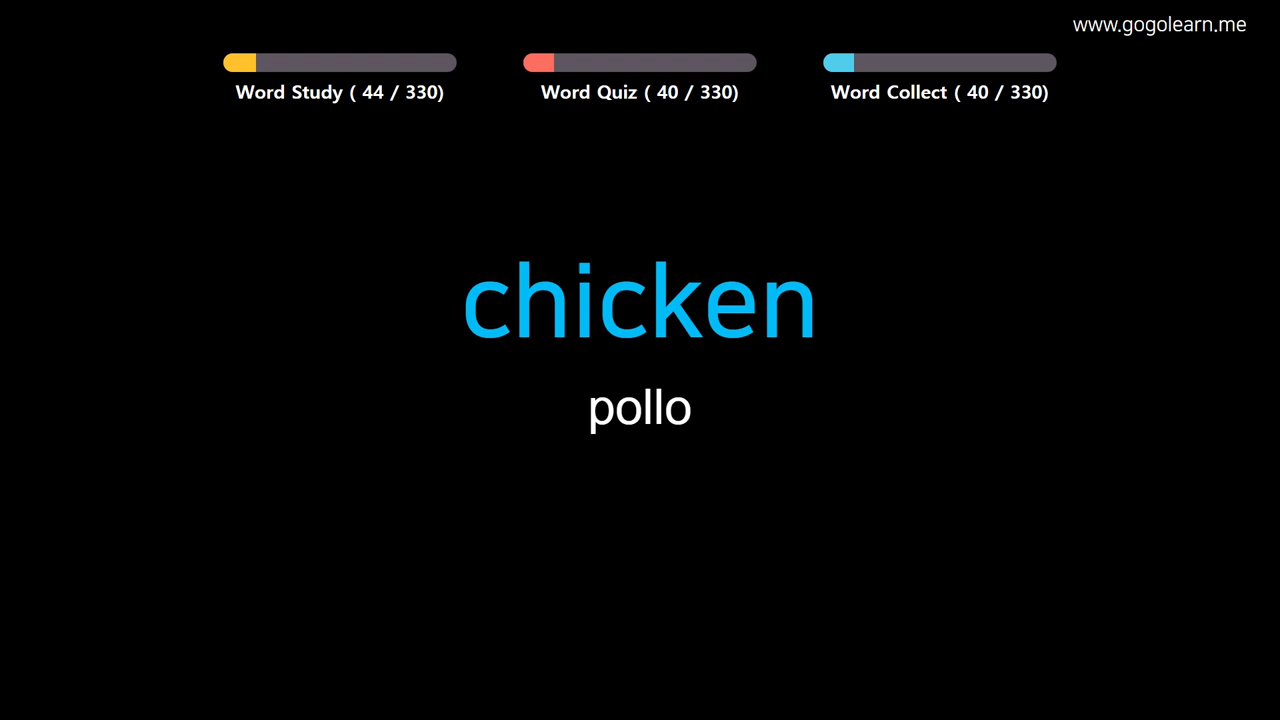 www.gogolearn.me
Word Study ( 44 / 330)
Word Quiz ( 40 / 330)
Word Collect ( 40 / 330)
chicken
pollo